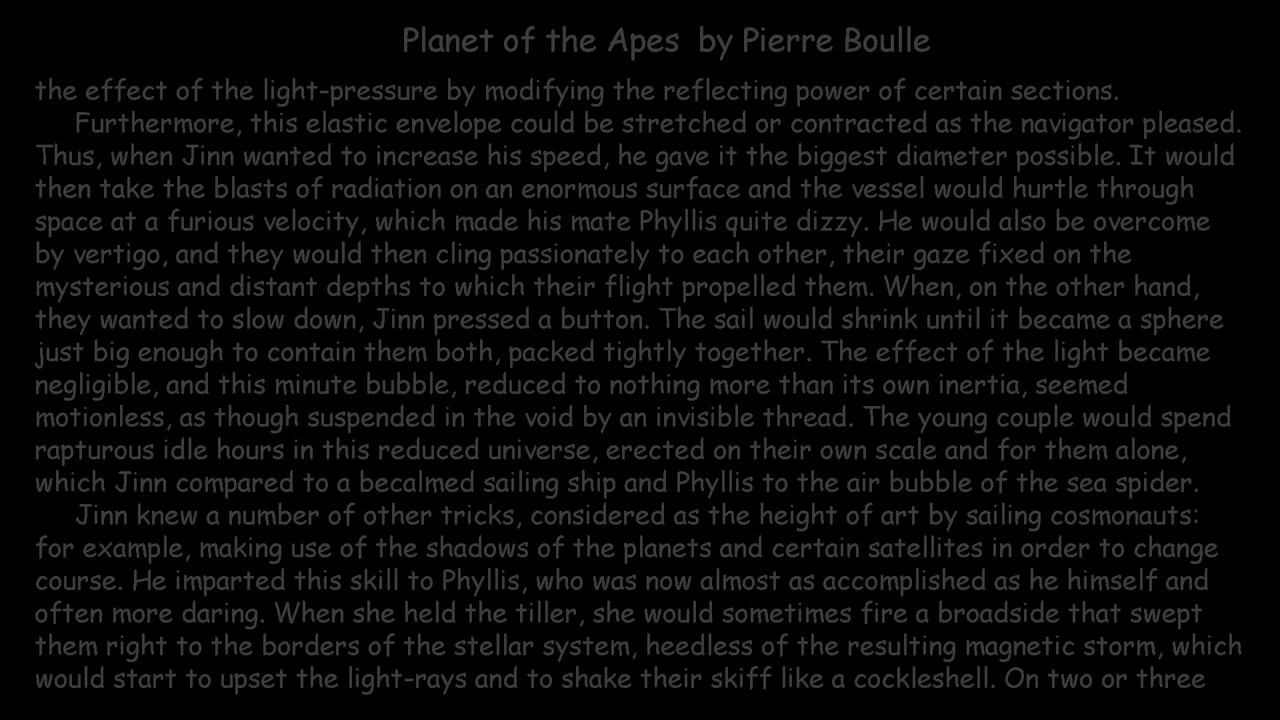 Planet of the Apes  by Pierre Boulle
the effect of the light-pressure by modifying the reflecting power of certain sections.
Furthermore, this elastic envelope could be stretched or contracted as the navigator pleased.
Thus, when Jinn wanted to increase his speed, he gave it the biggest diameter possible. It would
then take the blasts of radiation on an enormous surface and the vessel would hurtle through
space at a furious velocity, which made his mate Phyllis quite dizzy. He would also be overcome
by vertigo, and they would then cling passionately to each other, their gaze fixed on the
mysterious and distant depths to which their flight propelled them. When, on the other hand,
they wanted to slow down, Jinn pressed a button. The sail would shrink until it became a sphere
just big enough to contain them both, packed tightly together. The effect of the light became
negligible, and this minute bubble, reduced to nothing more than its own inertia, seemed
motionless, as though suspended in the void by an invisible thread. The young couple would spend
rapturous idle hours in this reduced universe, erected on their own scale and for them alone,
which Jinn compared to a becalmed sailing ship and Phyllis to the air bubble of the sea spider.
Jinn knew a number of other tricks, considered as the height of art by sailing cosmonauts:
for example, making use of the shadows of the planets and certain satellites in order to change
course. He imparted this skill to Phyllis, who was now almost as accomplished as he himself and
often more daring. When she held the tiller, she would sometimes fire a broadside that swept
them right to the borders of the stellar system, heedless of the resulting magnetic storm, which
would start to upset the light-rays and to shake their skiff like a cockleshell. On two or three